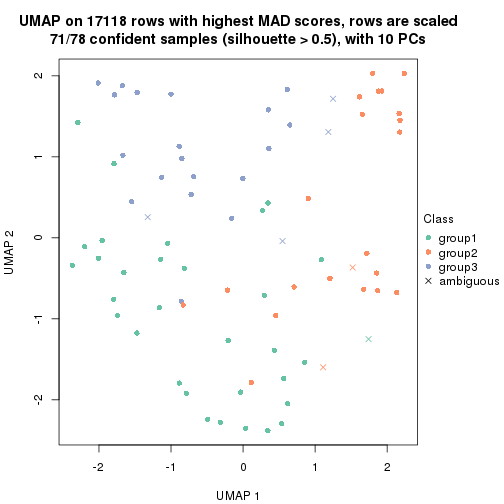 UMAP on 17118 rows with highest MAD scores, rows are scaled
71/78 confident samples (silhouette > 0.5), with 10 PCs
2
1
0
-1
-2
UMAP 2
-2
-1
0
1
2
UMAP 1
Class
group1
group2
group3
ambiguous